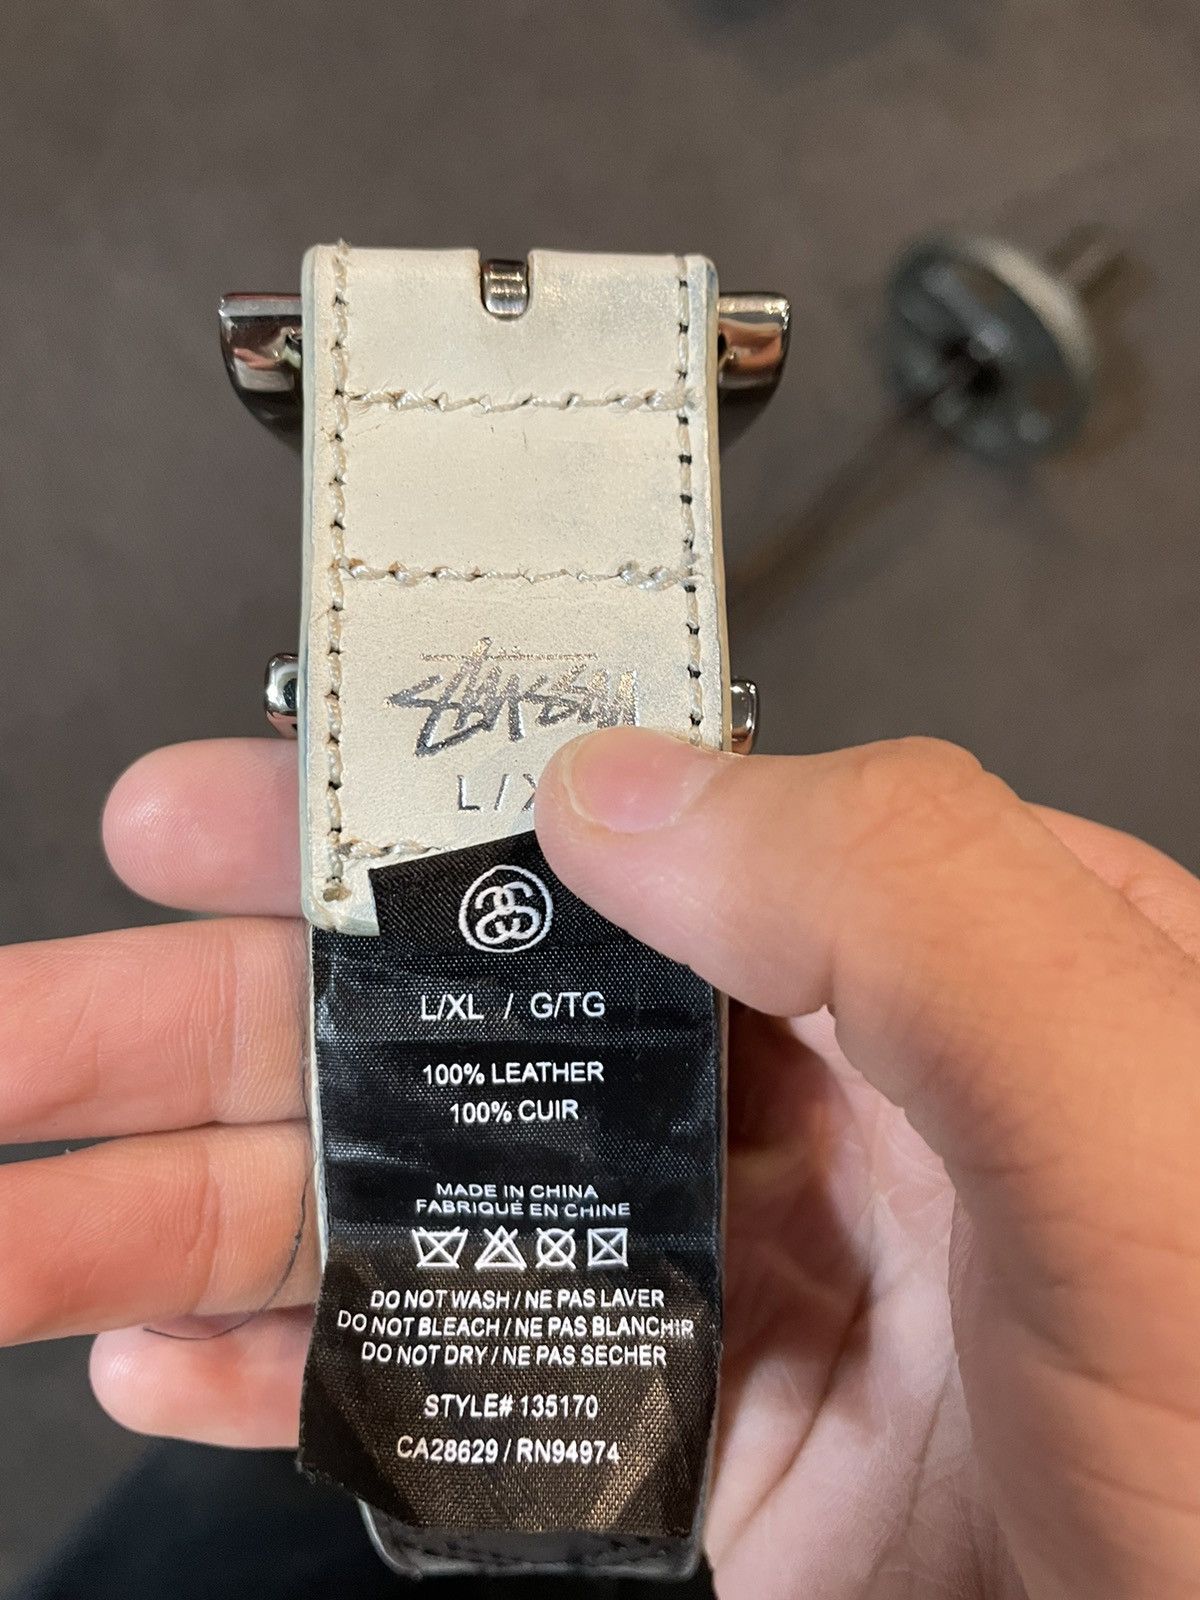 Stüssy
L / X
L/XL / G/TG
100% LEATHER
100% CUIR
MADE IN CHINA
FABRIQUÉ EN CHINE
DO NOT WASH / NE PAS LAVER
DO NOT BLEACH / NE PAS BLANCHIR
DO NOT DRY / NE PAS SECHER
STYLE# 135170
CA28629 / RN94974